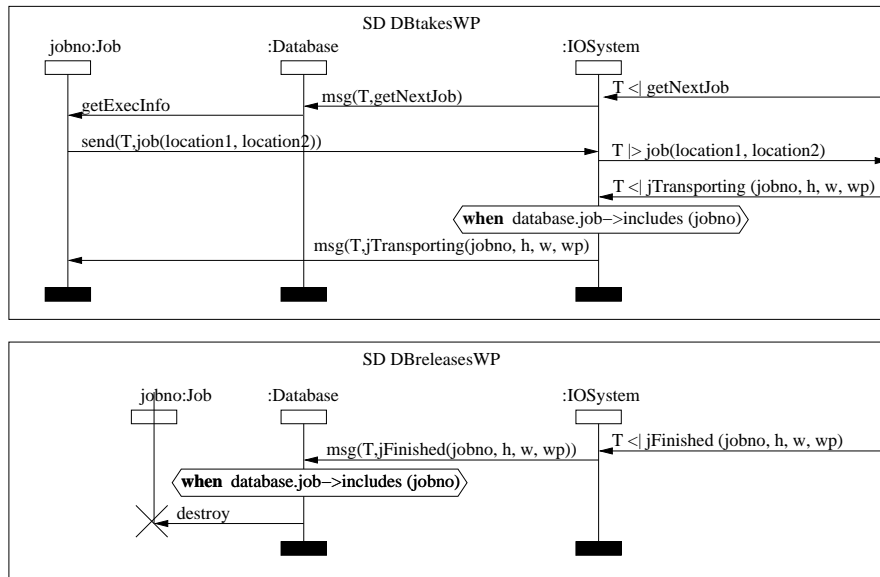 SD DBtakesWP
jobno:Job
:Database
:IOSystem
T <| getNextJob
msg(T,getNextJob)
getExecInfo
send(T,job(location1, location2))
T |> job(location1, location2)
T <| jTransporting (jobno, h, w, wp)
when database.job−>includes (jobno)
msg(T,jTransporting(jobno, h, w, wp)
SD DBreleasesWP
jobno:Job
:Database
:IOSystem
T <| jFinished (jobno, h, w, wp)
msg(T,jFinished(jobno, h, w, wp))
when database.job−>includes (jobno)
destroy